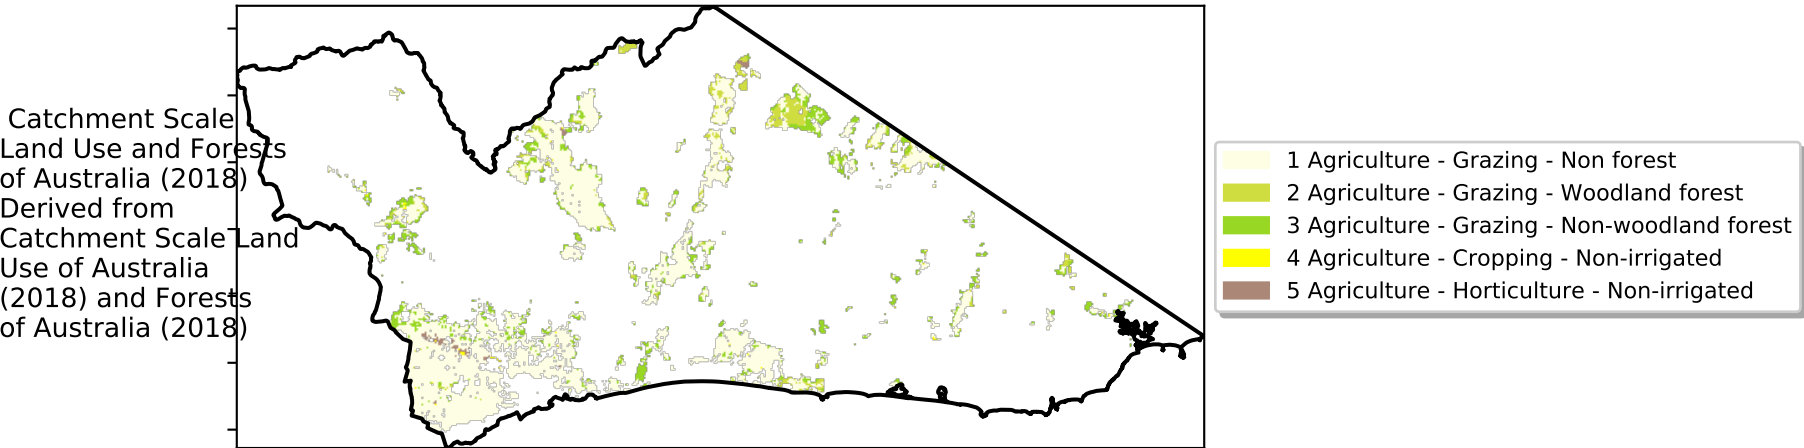 Catchment Scale
Land Use and Forests
of Australia (2018)
Derived from
Catchment Scale Land
Use of Australia
(2018) and Forests
of Australia (2018)
1 Agriculture - Grazing - Non forest
2 Agriculture - Grazing - Woodland forest
3 Agriculture - Grazing - Non-woodland forest
4 Agriculture - Cropping - Non-irrigated
5 Agriculture - Horticulture - Non-irrigated